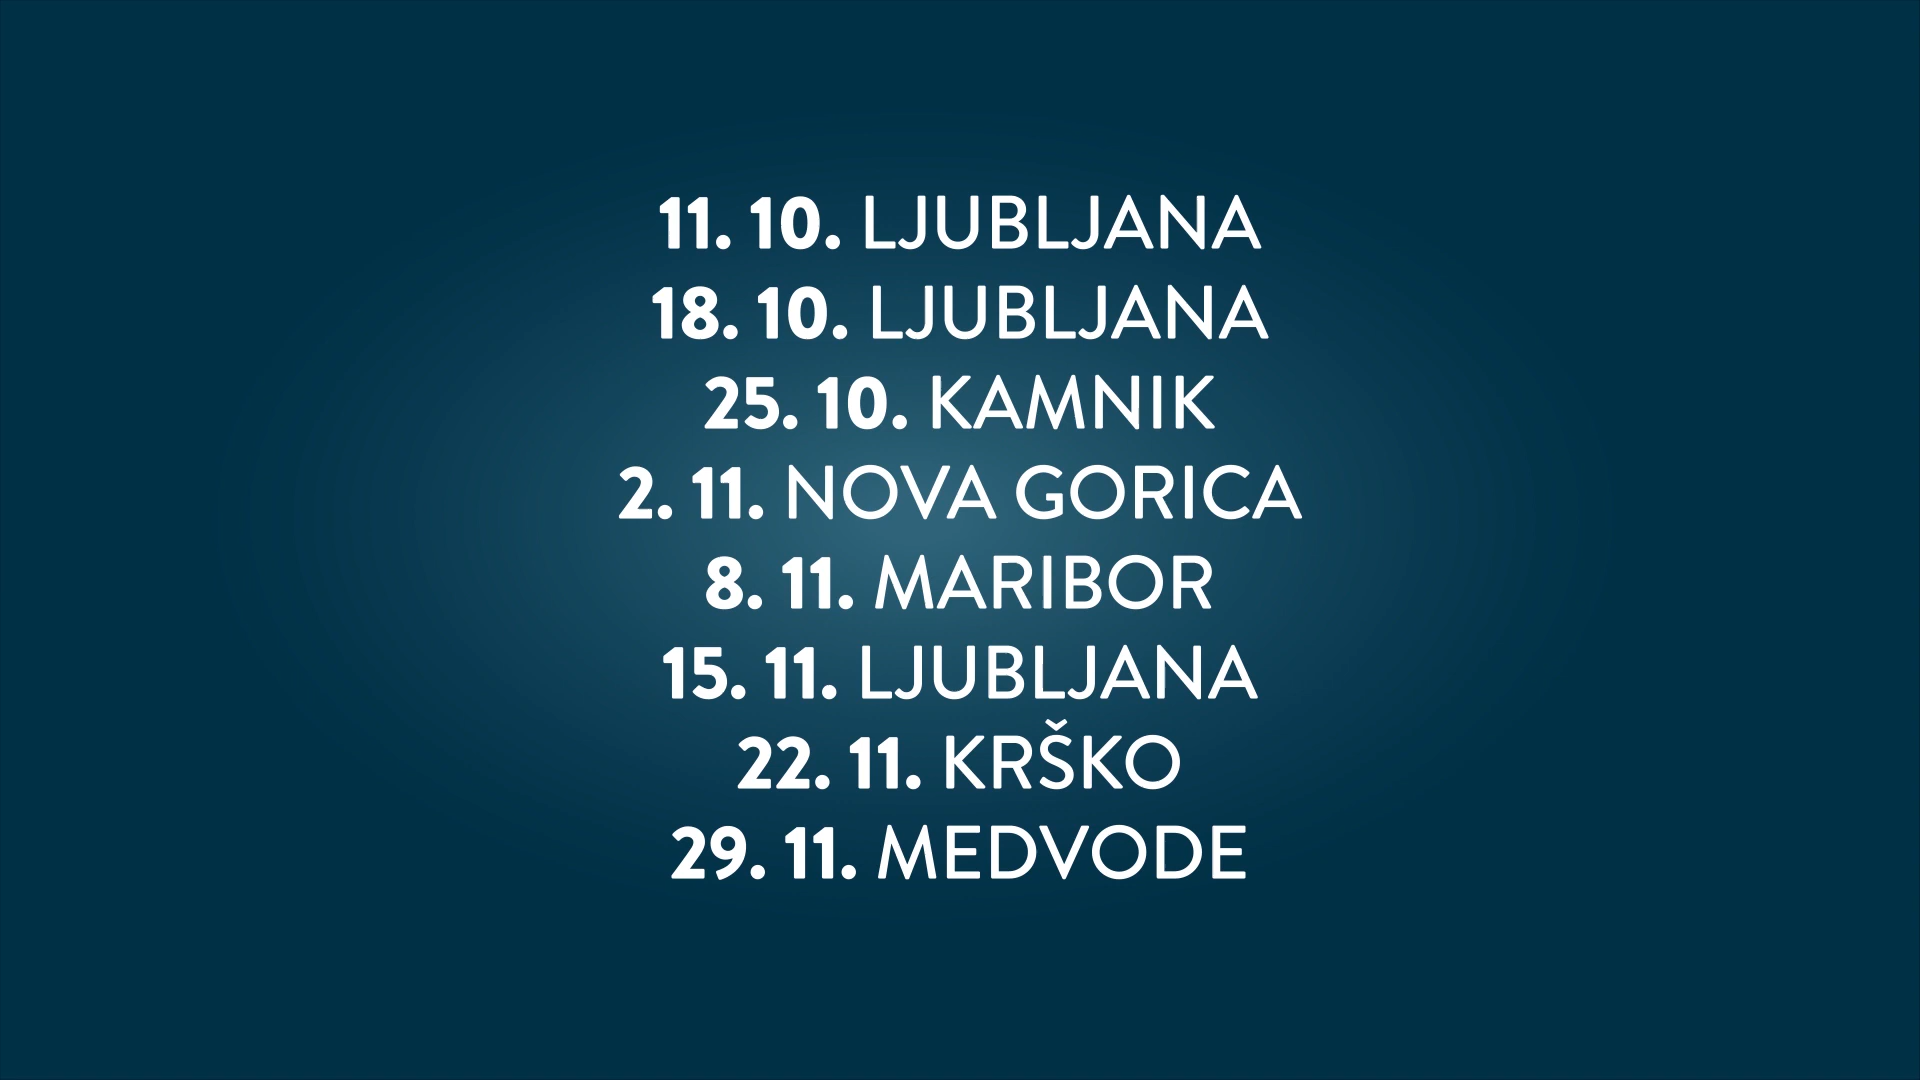 11. 10. LJUBLJANA
18. 10. LJUBLJANA
25. 10. KAMNIK
2. 11. NOVA GORICA
8. 11. MARIBOR
15. 11. LJUBLJANA
22. 11. KRŠKO
29. 11. MEDVODE